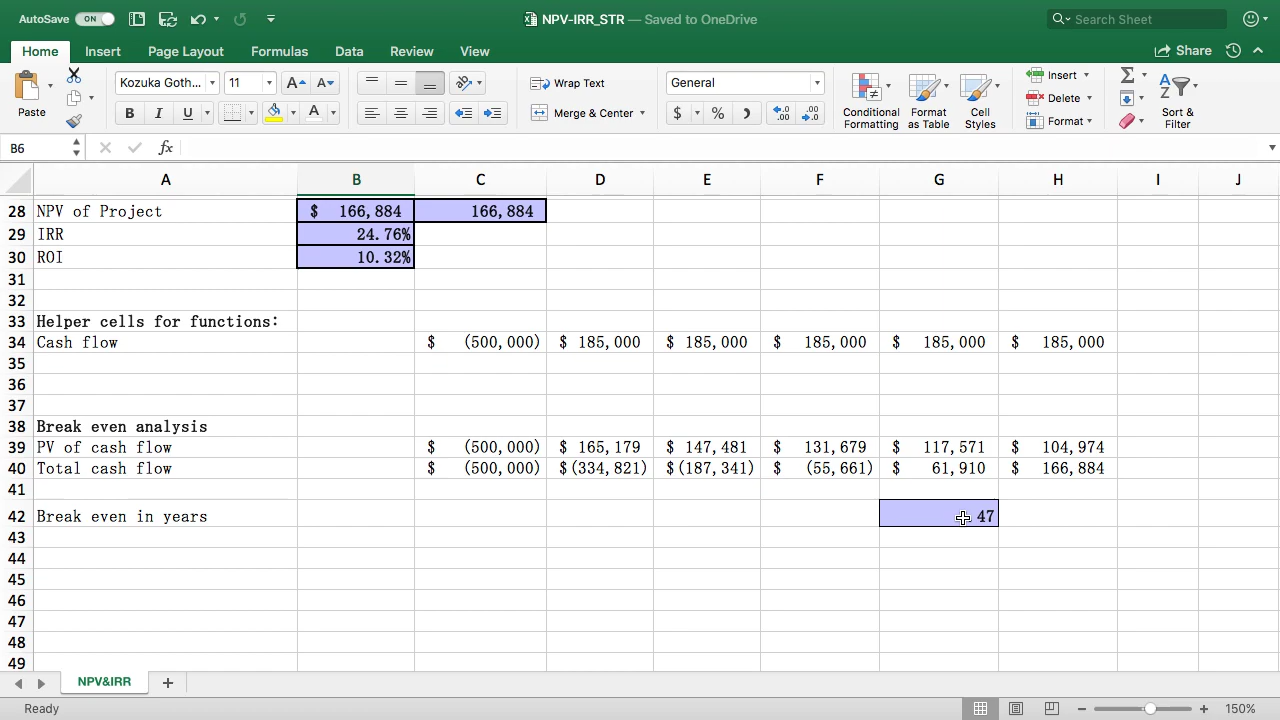 AutoSave ON NPV-IRR_STR — Saved to OneDrive Search Sheet
Home Insert Page Layout Formulas Data Review View Share
Paste Kozuka Goth... 11 A A Wrap Text General Insert
B I U A Merge & Center $ % Conditional Formatting Format as Table Cell Styles Delete Format Sort & Filter
B6 fx
A B C D E F G H I J
28 NPV of Project $ 166,884 166,884
29 IRR 24.76%
30 ROI 10.32%
31
32
33 Helper cells for functions:
34 Cash flow $ (500,000) $ 185,000 $ 185,000 $ 185,000 $ 185,000 $ 185,000
35
36
37
38 Break even analysis
39 PV of cash flow $ (500,000) $ 165,179 $ 147,481 $ 131,679 $ 117,571 $ 104,974
40 Total cash flow $ (500,000) $ (334,821) $ (187,341) $ (55,661) $ 61,910 $ 166,884
41
42 Break even in years 47
43
44
45
46
47
48
49
NPV&IRR
Ready 150%